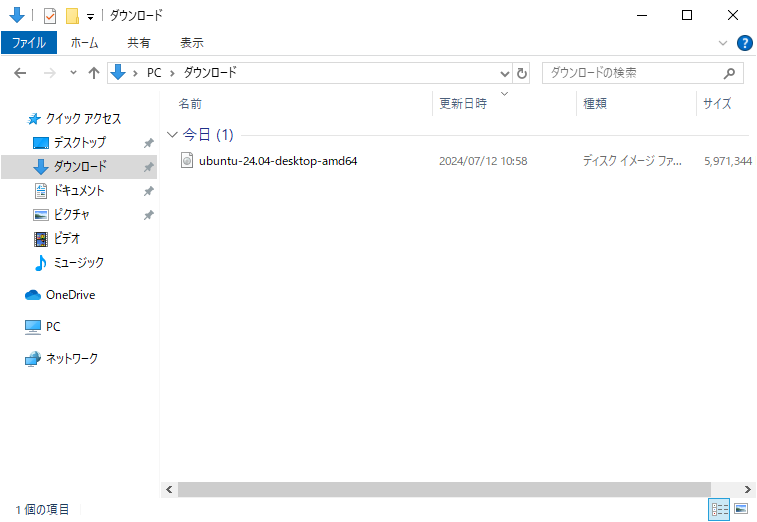 ダウンロード
ファイル ホーム 共有 表示
PC ダウンロード ダウンロードの検索
名前 更新日時 種類 サイズ
クイック アクセス
今日 (1)
デスクトップ
ダウンロード ubuntu-24.04-desktop-amd64 2024/07/12 10:58 ディスク イメージ ファ... 5,971,344
ドキュメント
ピクチャ
ビデオ
ミュージック
OneDrive
PC
ネットワーク
1 個の項目